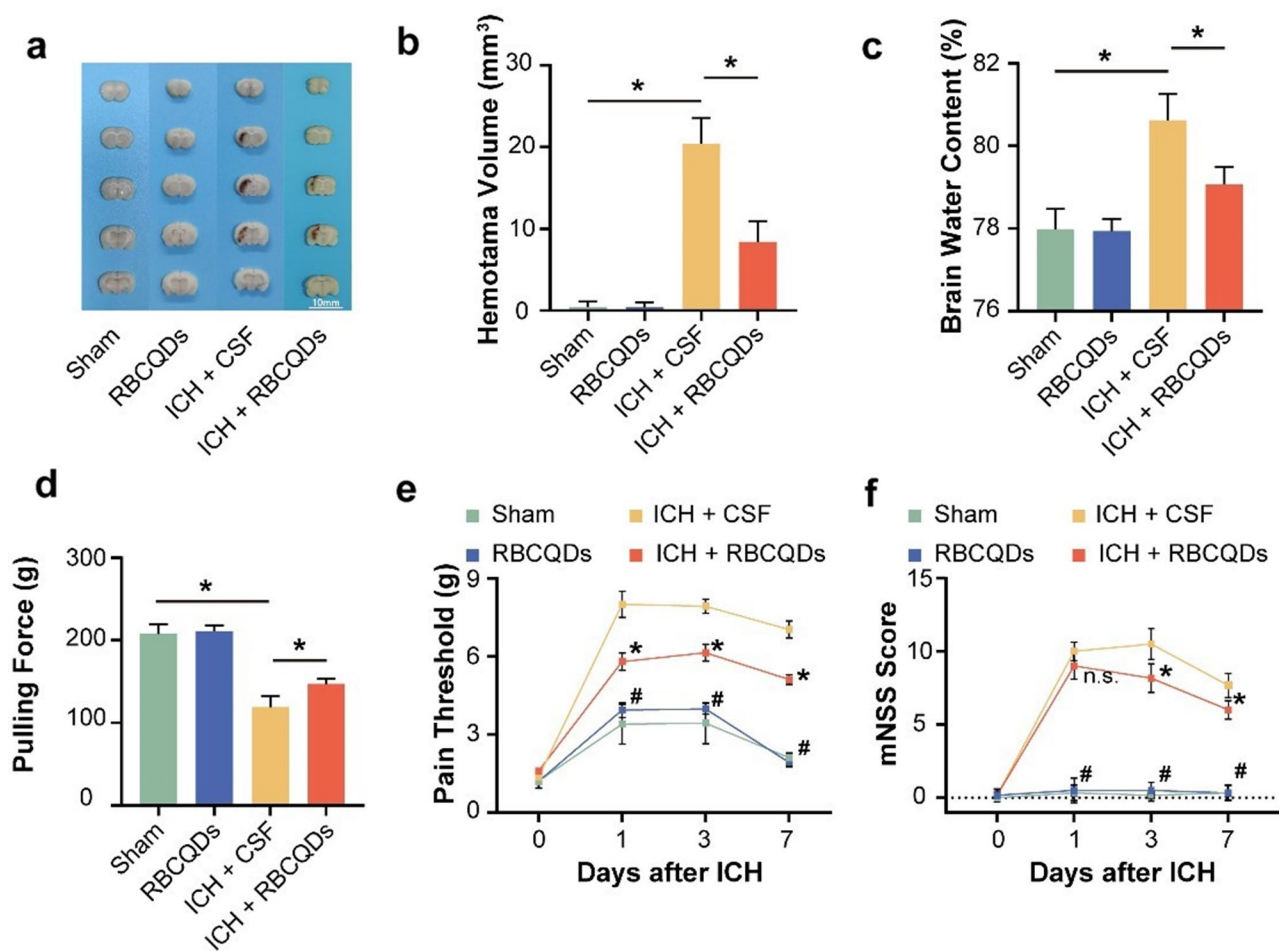 a
10mm
Sham
RBCQDs
ICH + CSF
ICH + RBCQDs
b
Hemotama Volume (mm³)
30
20
10
0
*
*
Sham
RBCQDs
ICH + CSF
ICH + RBCQDs
c
Brain Water Content (%)
82
80
78
76
*
*
Sham
RBCQDs
ICH + CSF
ICH + RBCQDs
d
Pulling Force (g)
300
200
100
0
*
*
Sham
RBCQDs
ICH + CSF
ICH + RBCQDs
e
Sham
ICH + CSF
RBCQDs
ICH + RBCQDs
Pain Threshold (g)
9
6
3
0
*
*
*
#
#
#
0 1 3 7
Days after ICH
f
Sham
ICH + CSF
RBCQDs
ICH + RBCQDs
mNSS Score
15
10
5
0
n.s.
*
*
#
#
#
0 1 3 7
Days after ICH